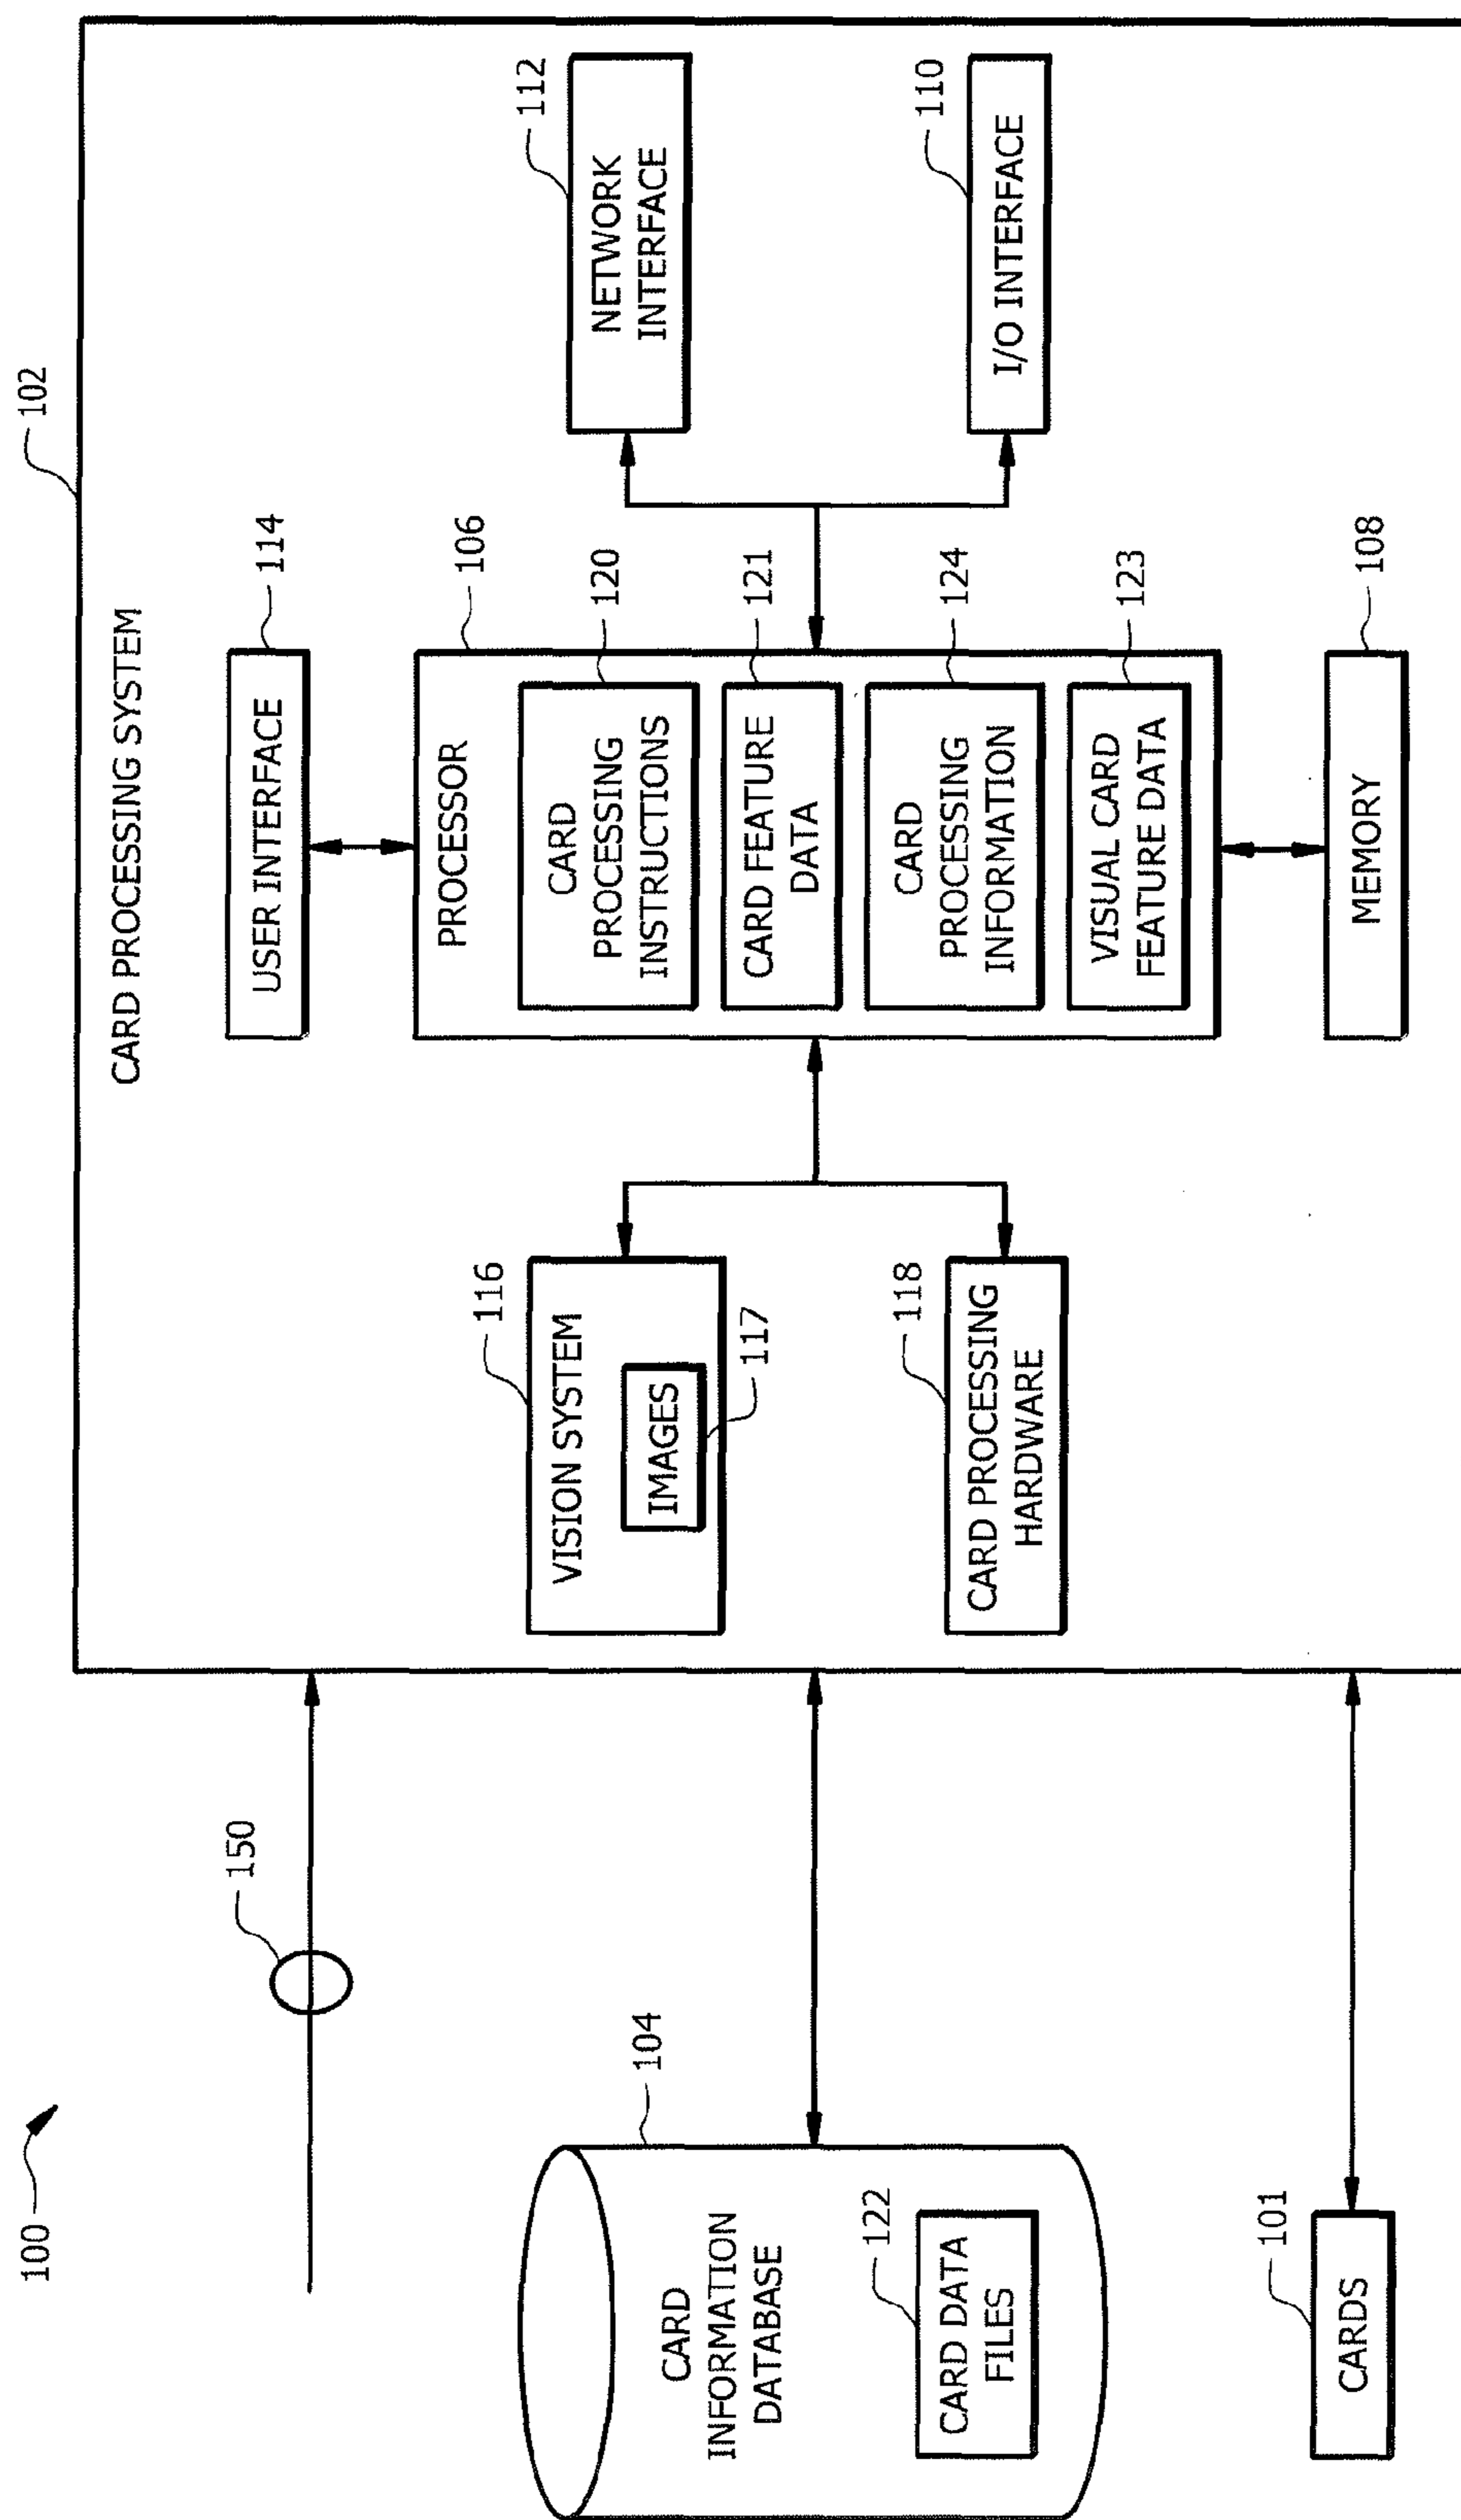 100
102
CARD PROCESSING SYSTEM
150
114
USER INTERFACE
104
CARD
INFORMATION
DATABASE
122
CARD DATA
FILES
101
CARDS
116
VISION SYSTEM
IMAGES
117
118
CARD PROCESSING
HARDWARE
106
PROCESSOR
120
CARD
PROCESSING
INSTRUCTIONS
121
CARD FEATURE
DATA
124
CARD
PROCESSING
INFORMATION
123
VISUAL CARD
FEATURE DATA
108
MEMORY
112
NETWORK
INTERFACE
110
I/O INTERFACE